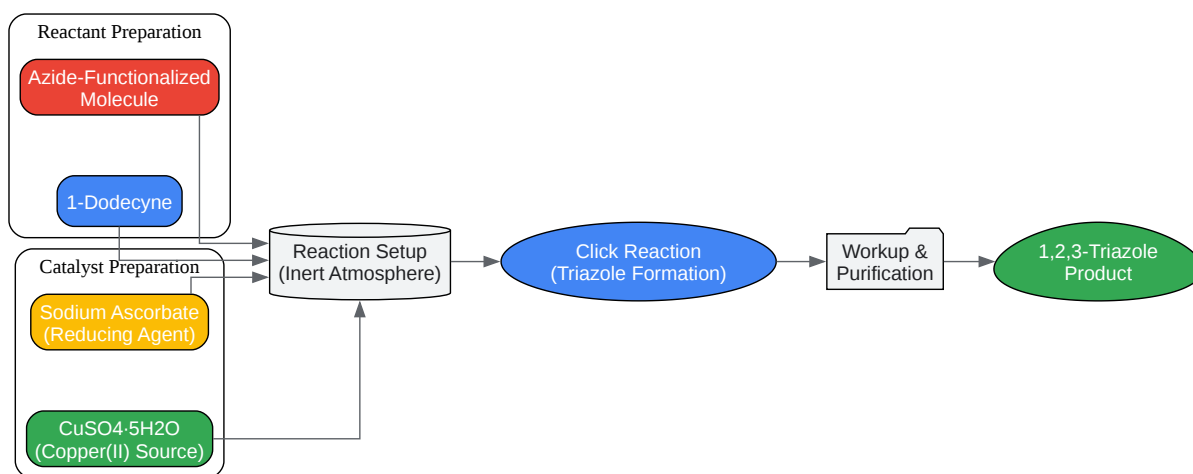 Reactant Preparation
Azide-Functionalized
Molecule
1-Dodecyne
Catalyst Preparation
Sodium Ascorbate
(Reducing Agent)
CuSO4·5H2O
(Copper(II) Source)
Reaction Setup
(Inert Atmosphere)
Click Reaction
(Triazole Formation)
Workup &
Purification
1,2,3-Triazole
Product